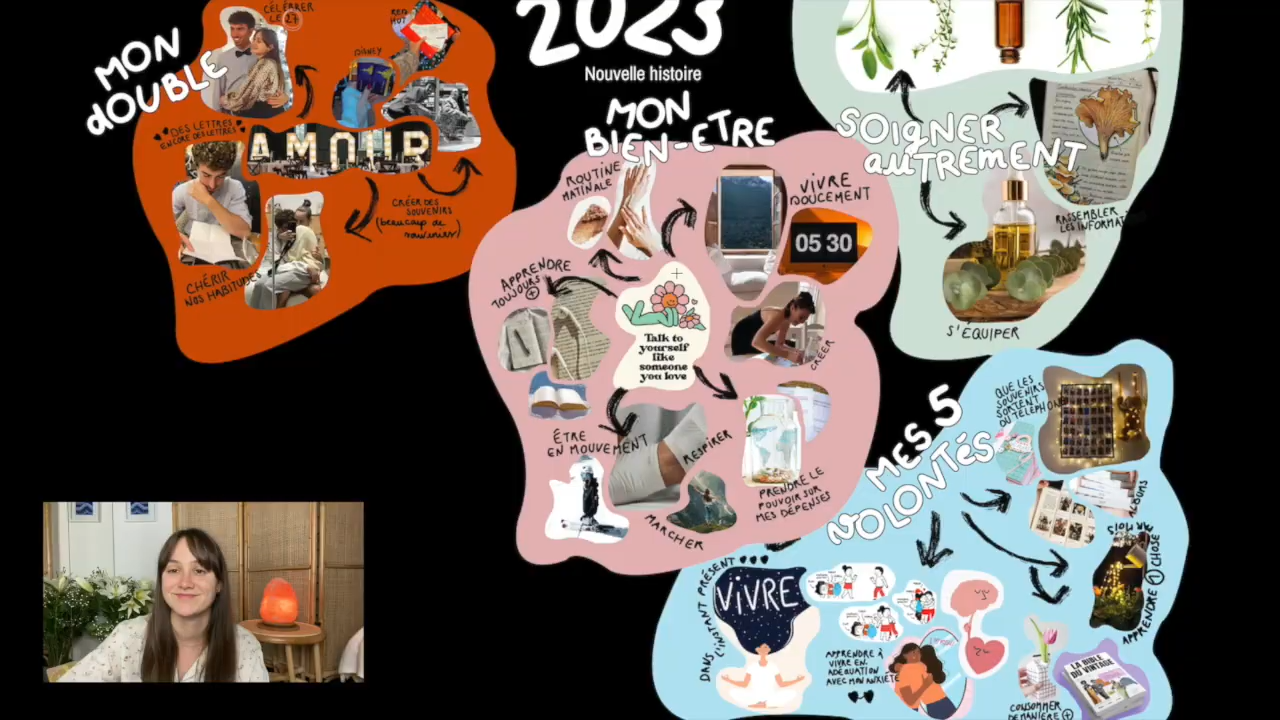 2023
Nouvelle histoire
MON
dOUBLE
CÉLÉBRER
LE 27
RED
HOT
DISNEY
DES LETTRES
ENCORE DES LETTRES
AMOUR
CRÉER DES
SOUVENIRS
(beaucoup de
souvenirs)
CHÉRIR
NOS HABITUDES
MON
BIEN-ETRE
ROUTINE
MATINALE
VIVRE
DOUCEMENT
05 30
APPRENDRE
TOUJOURS
+
Talk to
yourself
like
someone
you love
CRÉER
ÊTRE
EN MOUVEMENT
RESPIRER
MARCHER
PRENDRE LE
POUVOIR SUR
MES DÉPENSES
SOIGNER
AUTREMENT
RASSEMBLER
LES INFORMAT
S'ÉQUIPER
MES 5
VOLONTÉS
QUE LES
SOUVENIRS
SORTENT
DU TÉLÉPHONE
ALBUMS
APPRENDRE 1 CHOSE
PAR MOIS
DANS L'INSTANT PRÉSENT
VIVRE
APPRENDRE À
VIVRE EN
ADÉQUATION
AVEC MON ANXIÉTÉ
LA BIBLE
DU VINTAGE
CONSOMMER
DE MANIÈRE +